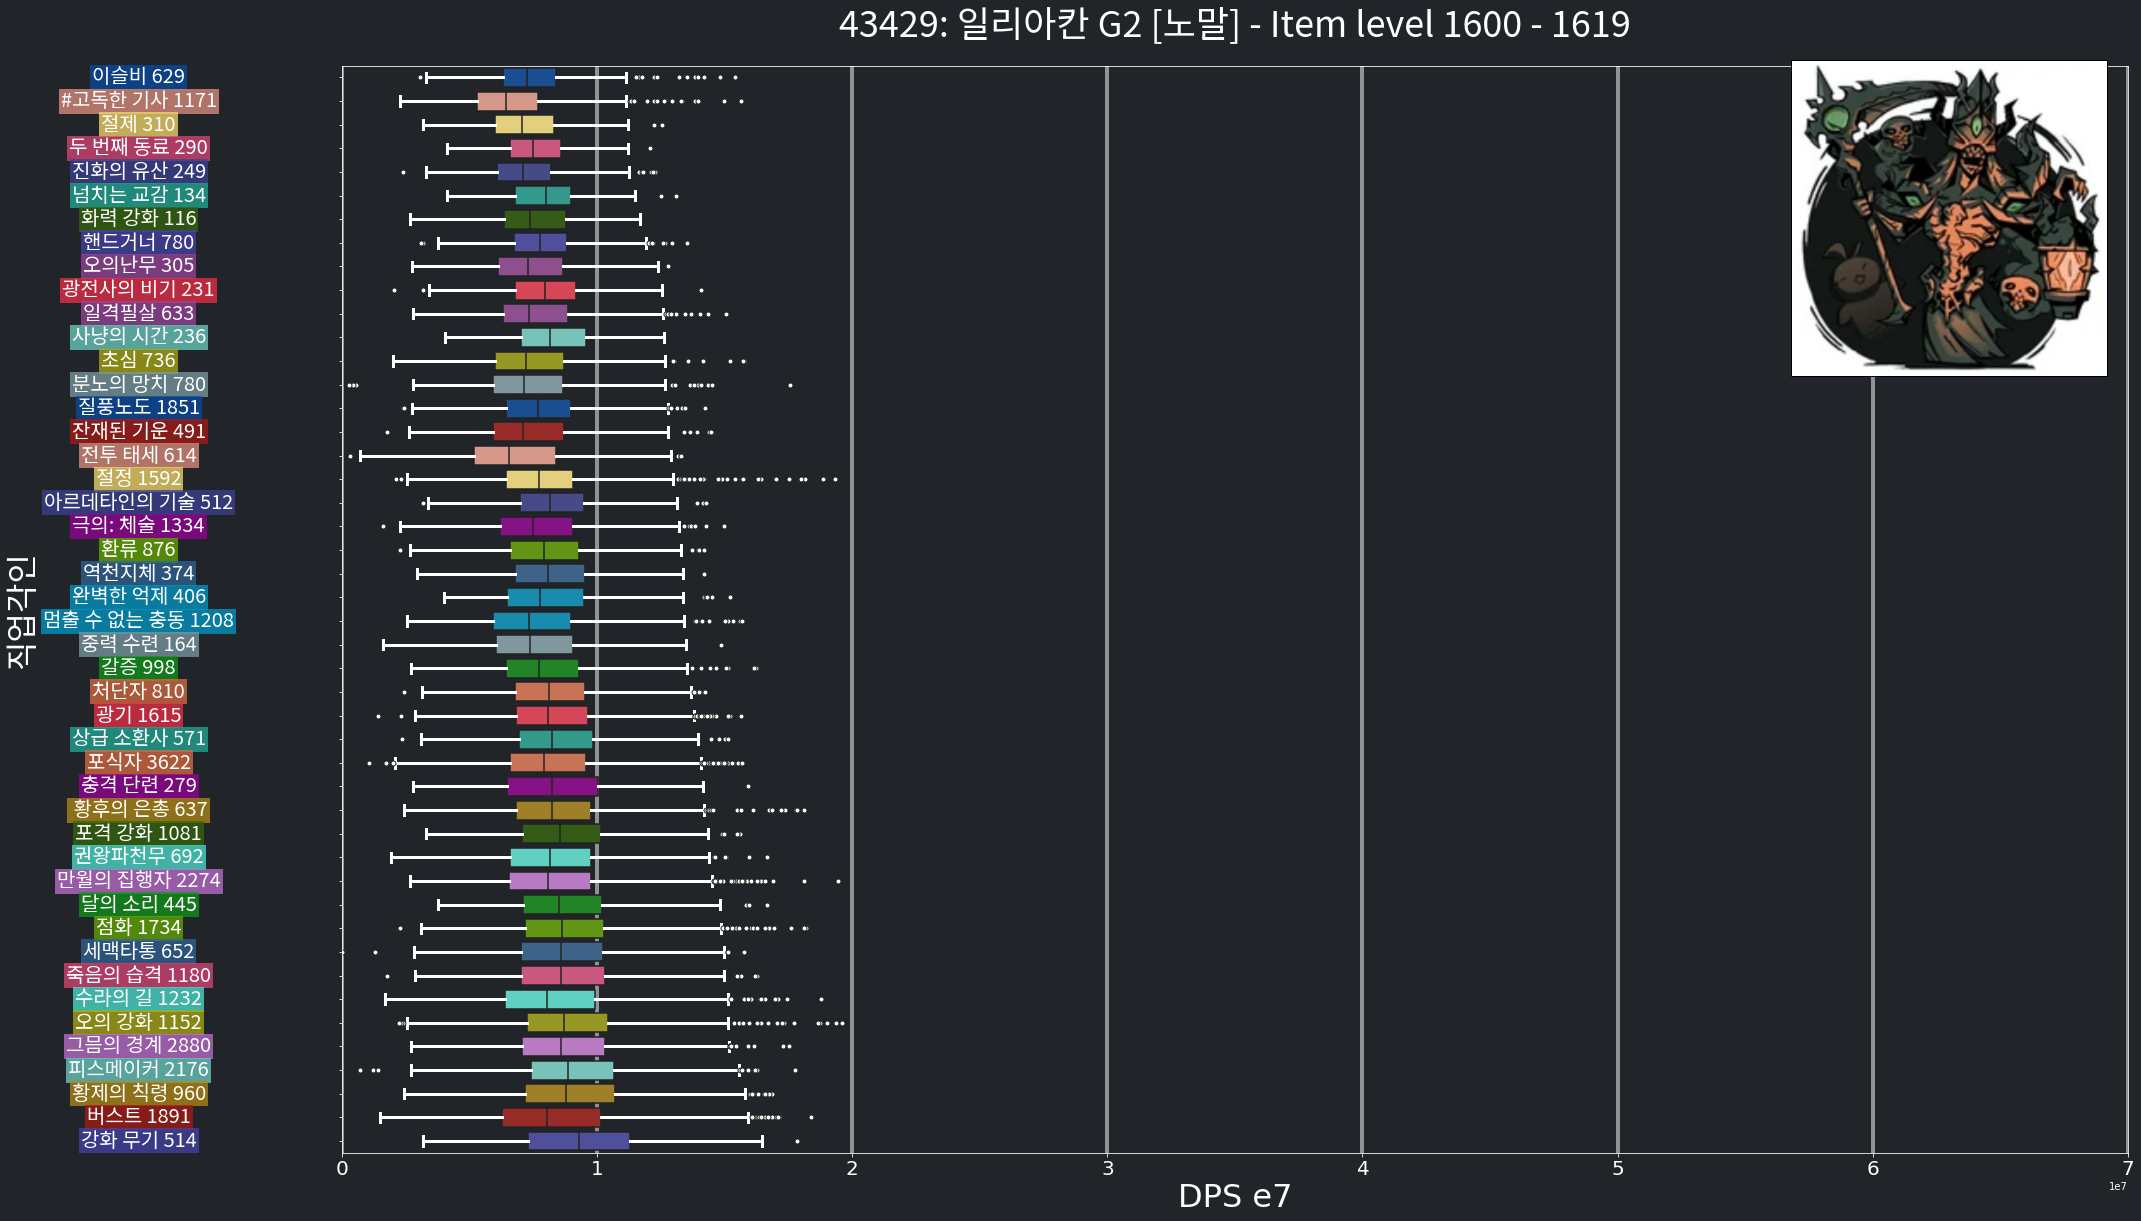 43429: 일리아칸 G2 [노말] - Item level 1600 - 1619
이슬비 629
#고독한 기사 1171
절제 310
두 번째 동료 290
진화의 유산 249
넘치는 교감 134
화력 강화 116
핸드거너 780
오의난무 305
광전사의 비기 231
일격필살 633
사냥의 시간 236
초심 736
분노의 망치 780
질풍노도 1851
잔재된 기운 491
전투 태세 614
절정 1592
아르데타인의 기술 512
극의: 체술 1334
환류 876
역천지체 374
완벽한 억제 406
멈출 수 없는 충동 1208
중력 수련 164
갈증 998
처단자 810
광기 1615
상급 소환사 571
포식자 3622
충격 단련 279
황후의 은총 637
포격 강화 1081
권왕파천무 692
만월의 집행자 2274
달의 소리 445
점화 1734
세맥타통 652
죽음의 습격 1180
수라의 길 1232
오의 강화 1152
그믐의 경계 2880
피스메이커 2176
황제의 칙령 960
버스트 1891
강화 무기 514
직업각인
0 1 2 3 4 5 6 7
1e7
DPS e7